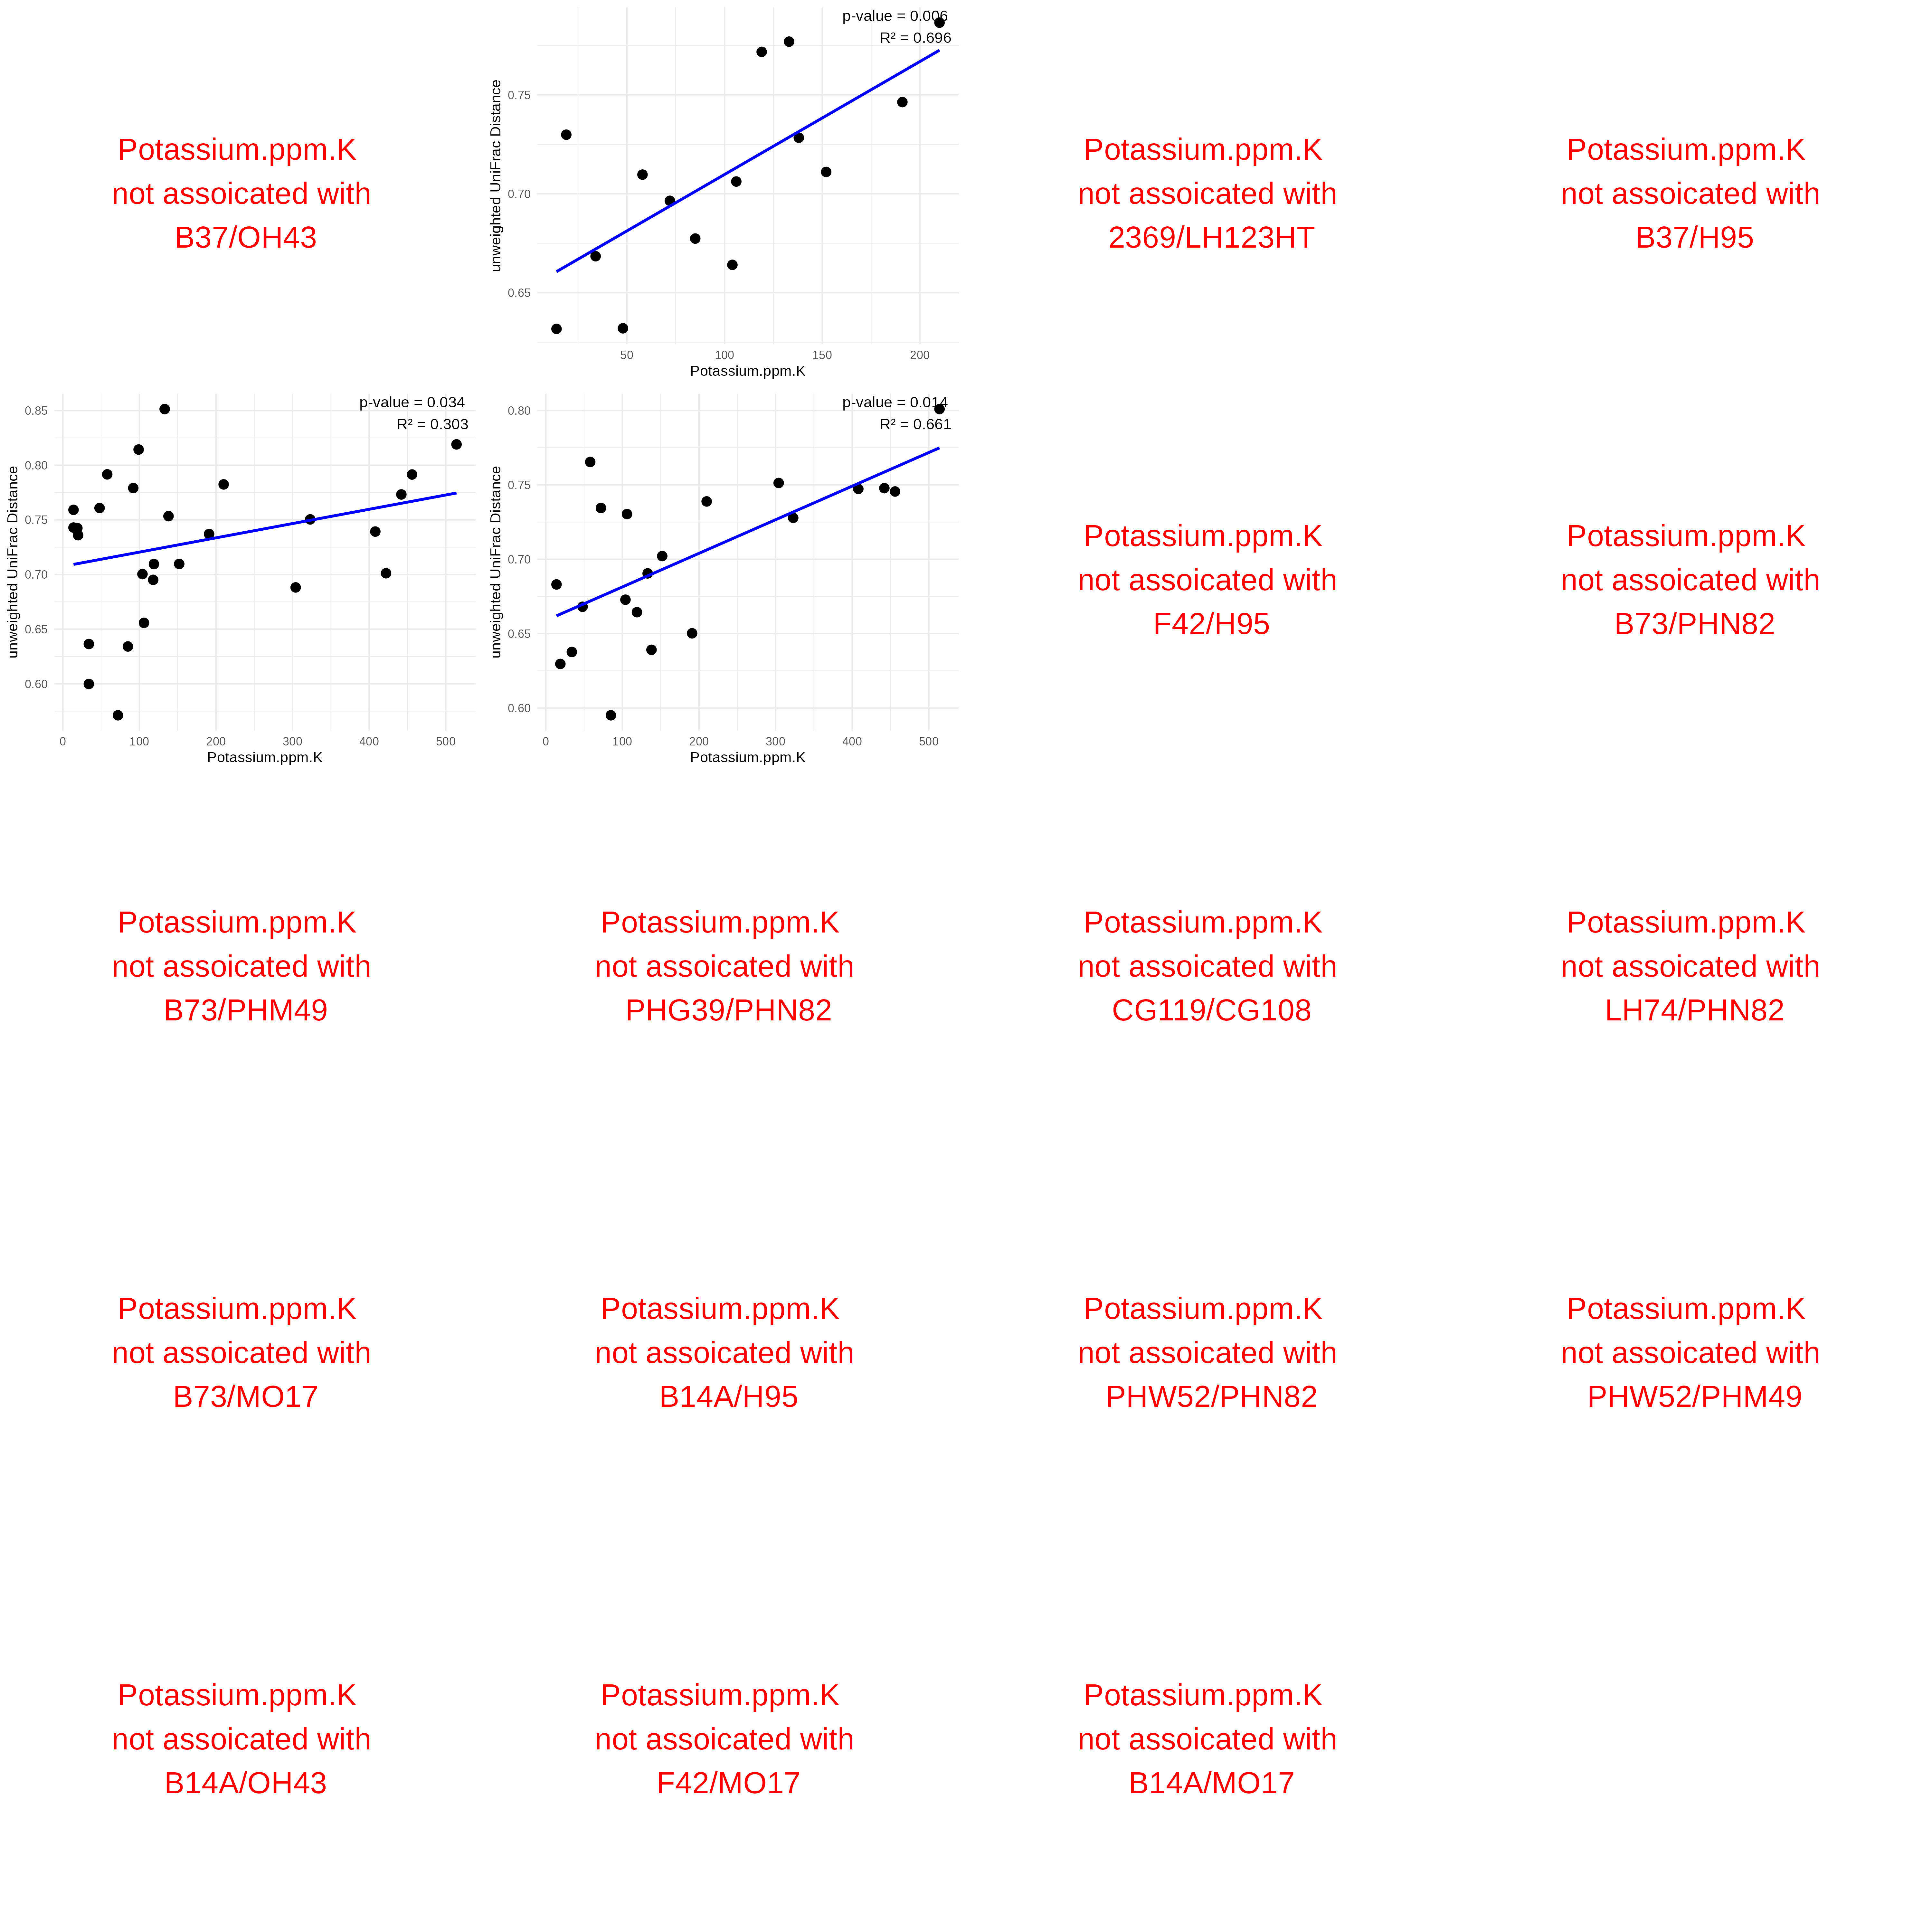 Potassium.ppm.K
not assoicated with
B37/OH43
p-value = 0.006
R² = 0.696
unweighted UniFrac Distance
0.75
0.70
0.65
50 100 150 200
Potassium.ppm.K
Potassium.ppm.K
not assoicated with
2369/LH123HT
Potassium.ppm.K
not assoicated with
B37/H95
p-value = 0.034
R² = 0.303
unweighted UniFrac Distance
0.85
0.80
0.75
0.70
0.65
0.60
0 100 200 300 400 500
Potassium.ppm.K
p-value = 0.014
R² = 0.661
unweighted UniFrac Distance
0.80
0.75
0.70
0.65
0.60
0 100 200 300 400 500
Potassium.ppm.K
Potassium.ppm.K
not assoicated with
F42/H95
Potassium.ppm.K
not assoicated with
B73/PHN82
Potassium.ppm.K
not assoicated with
B73/PHM49
Potassium.ppm.K
not assoicated with
PHG39/PHN82
Potassium.ppm.K
not assoicated with
CG119/CG108
Potassium.ppm.K
not assoicated with
LH74/PHN82
Potassium.ppm.K
not assoicated with
B73/MO17
Potassium.ppm.K
not assoicated with
B14A/H95
Potassium.ppm.K
not assoicated with
PHW52/PHN82
Potassium.ppm.K
not assoicated with
PHW52/PHM49
Potassium.ppm.K
not assoicated with
B14A/OH43
Potassium.ppm.K
not assoicated with
F42/MO17
Potassium.ppm.K
not assoicated with
B14A/MO17